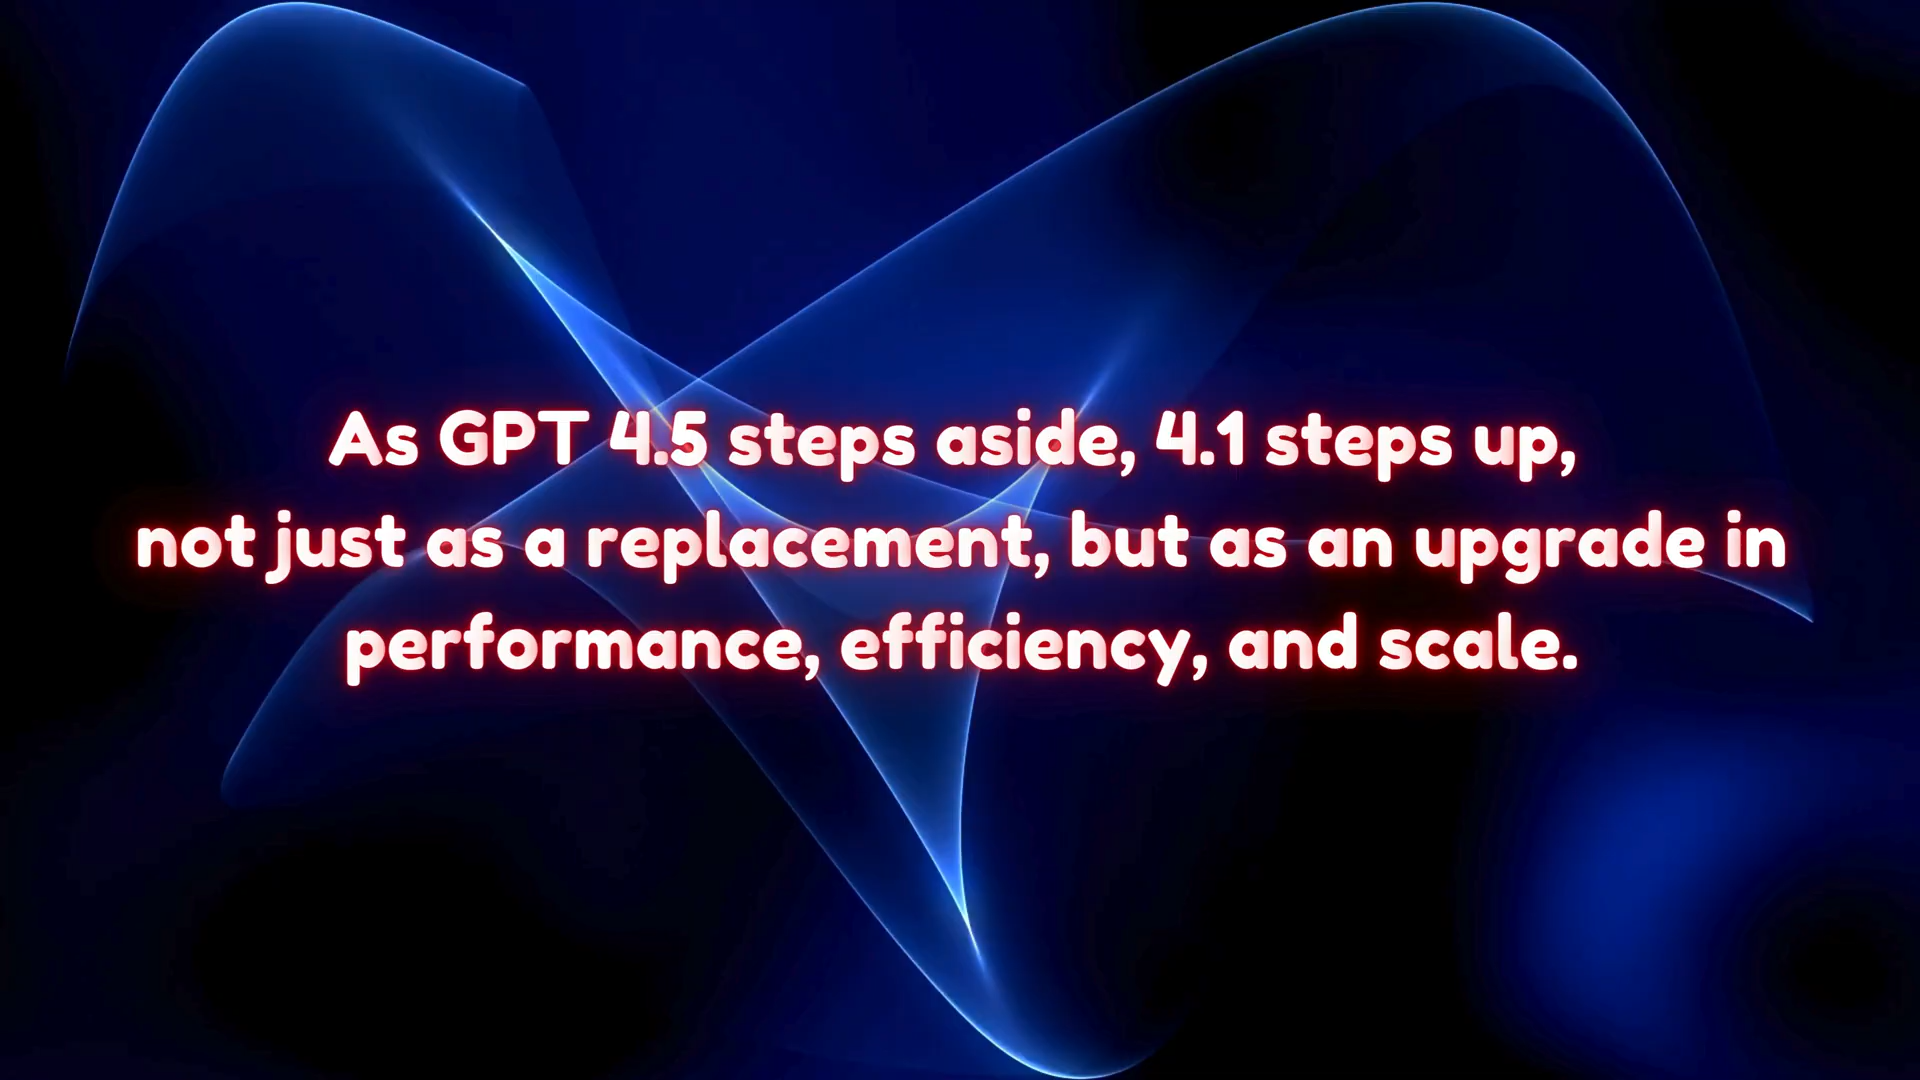 As GPT 4.5 steps aside, 4.1 steps up,
not just as a replacement, but as an upgrade in
performance, efficiency, and scale.